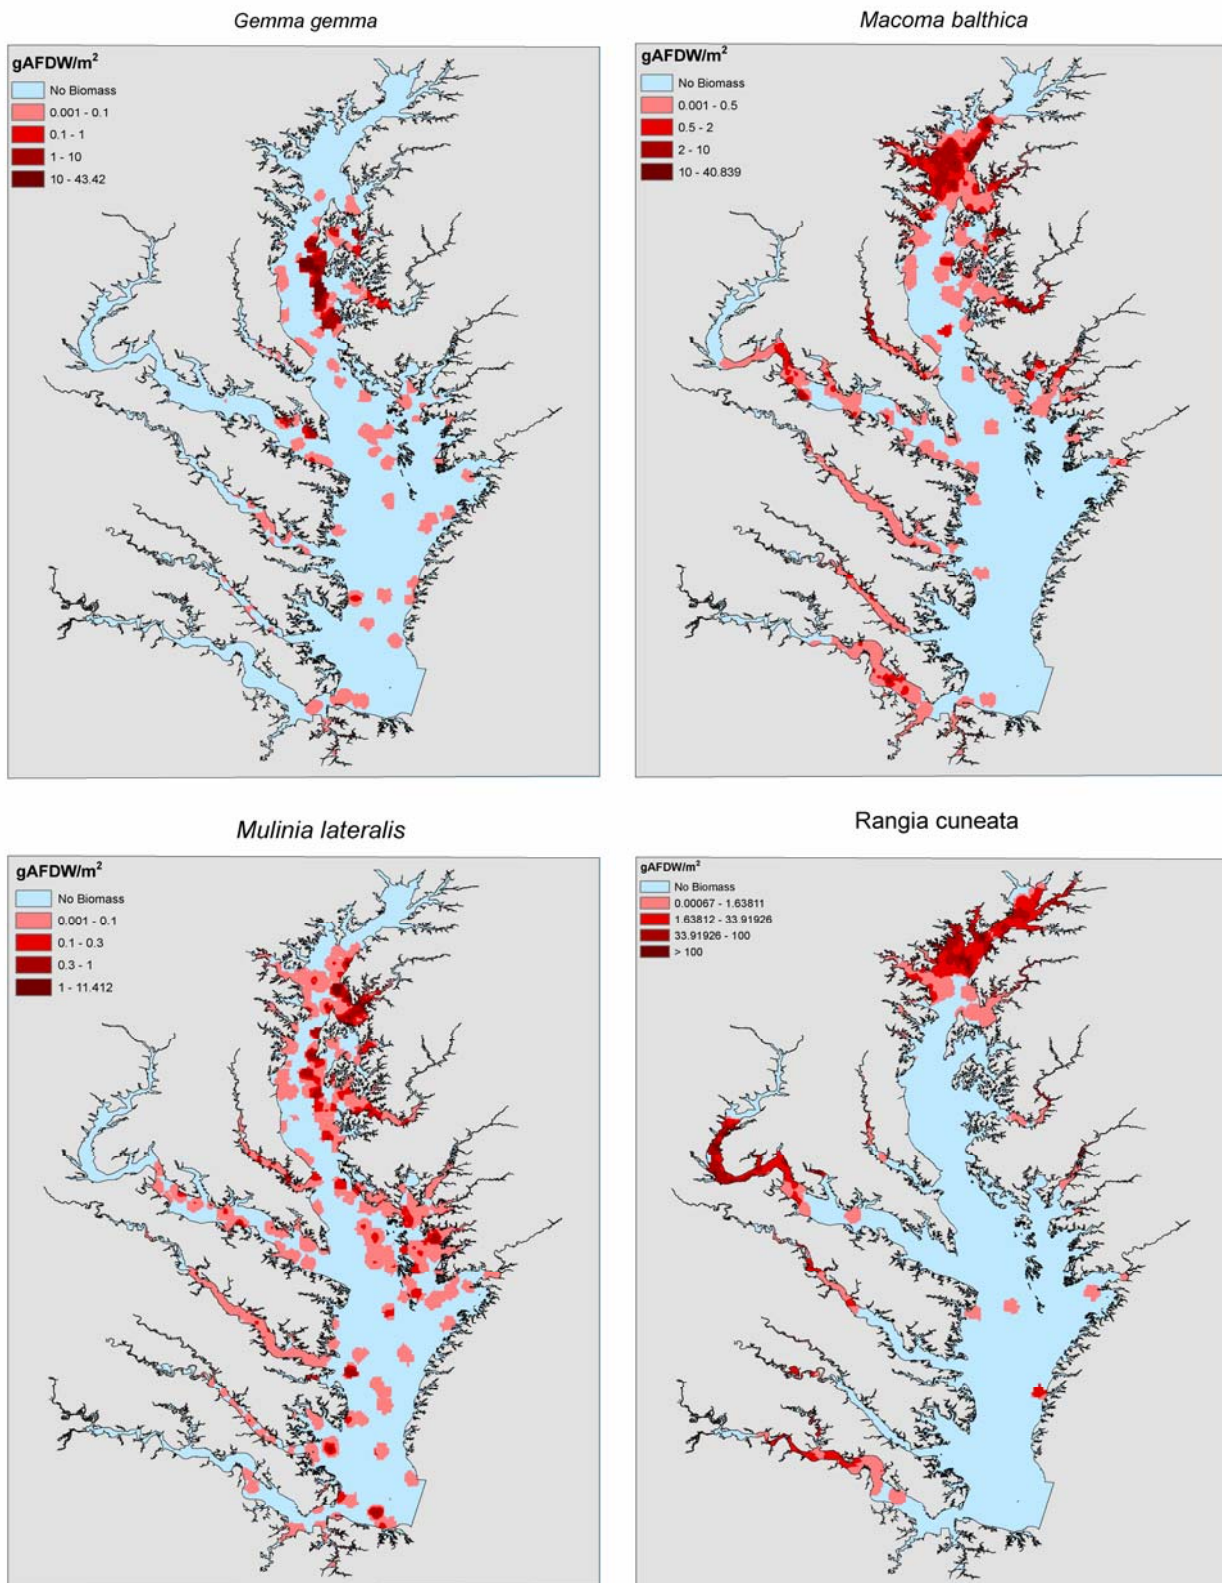 Gemma gemma
gAFDW/m²
No Biomass
0.001 - 0.1
0.1 - 1
1 - 10
10 - 43.42
Macoma balthica
gAFDW/m²
No Biomass
0.001 - 0.5
0.5 - 2
2 - 10
10 - 40.839
Mulinia lateralis
gAFDW/m²
No Biomass
0.001 - 0.1
0.1 - 0.3
0.3 - 1
1 - 11.412
Rangia cuneata
gAFDW/m²
No Biomass
0.00067 - 1.63811
1.63812 - 33.91926
33.91926 - 100
> 100